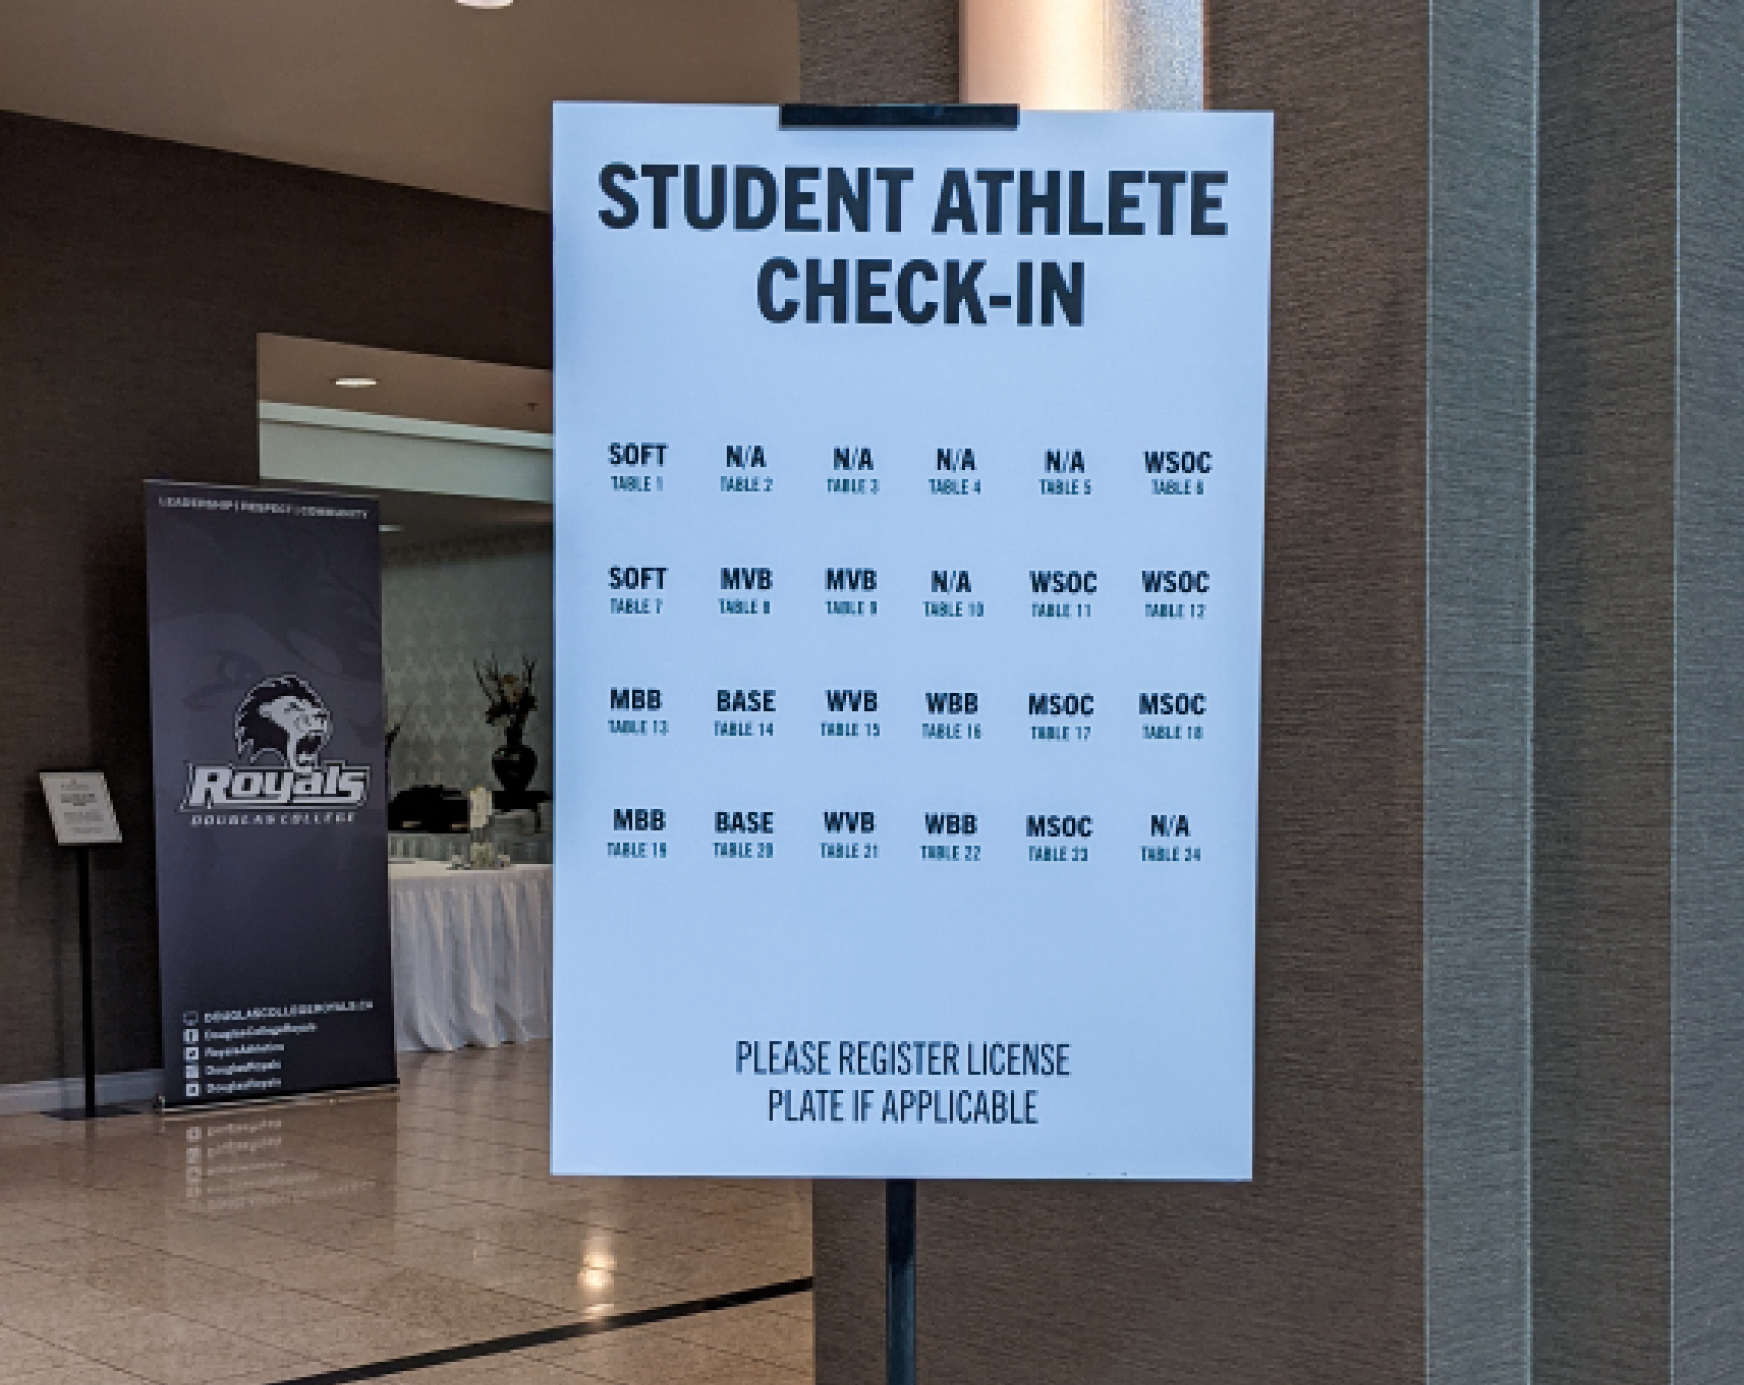 STUDENT ATHLETE
CHECK-IN
SOFT N/A N/A N/A N/A WSOC
TABLE 1 TABLE 2 TABLE 3 TABLE 4 TABLE 5 TABLE 6
SOFT MVB MVB N/A WSOC WSOC
TABLE 7 TABLE 8 TABLE 9 TABLE 10 TABLE 11 TABLE 12
MBB BASE WVB WBB MSOC MSOC
TABLE 13 TABLE 14 TABLE 15 TABLE 16 TABLE 17 TABLE 18
MBB BASE WVB WBB MSOC N/A
TABLE 19 TABLE 20 TABLE 21 TABLE 22 TABLE 23 TABLE 24
PLEASE REGISTER LICENSE
PLATE IF APPLICABLE
LEADERSHIP | RESPECT | COMMUNITY
Royals
DOUGLAS COLLEGE
DOUGLASCOLLEGEROYALS.CA
DouglasCollegeRoyals
RoyalsAthletics
DouglasRoyals
DouglasRoyals